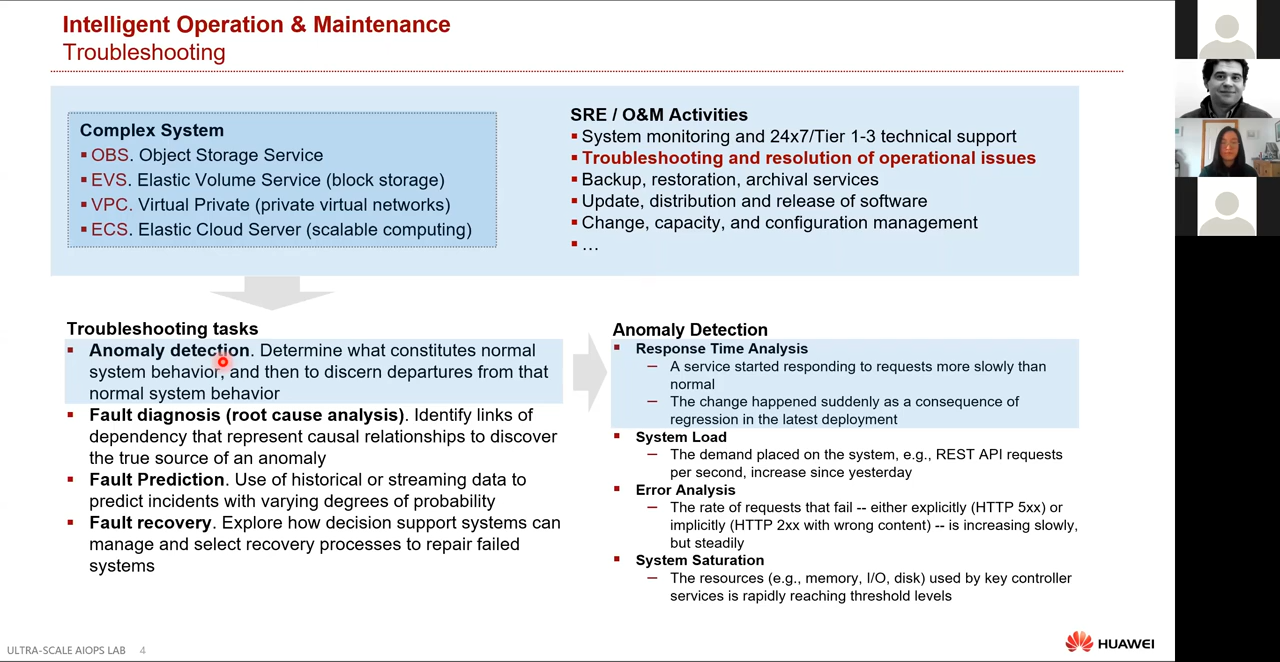 Intelligent Operation & Maintenance
Troubleshooting
Complex System
▪ OBS. Object Storage Service
▪ EVS. Elastic Volume Service (block storage)
▪ VPC. Virtual Private (private virtual networks)
▪ ECS. Elastic Cloud Server (scalable computing)
SRE / O&M Activities
▪ System monitoring and 24x7/Tier 1-3 technical support
▪ Troubleshooting and resolution of operational issues
▪ Backup, restoration, archival services
▪ Update, distribution and release of software
▪ Change, capacity, and configuration management
▪ …
Troubleshooting tasks
▪ Anomaly detection. Determine what constitutes normal
system behavior, and then to discern departures from that
normal system behavior
▪ Fault diagnosis (root cause analysis). Identify links of
dependency that represent causal relationships to discover
the true source of an anomaly
▪ Fault Prediction. Use of historical or streaming data to
predict incidents with varying degrees of probability
▪ Fault recovery. Explore how decision support systems can
manage and select recovery processes to repair failed
systems
Anomaly Detection
▪ Response Time Analysis
— A service started responding to requests more slowly than
normal
— The change happened suddenly as a consequence of
regression in the latest deployment
▪ System Load
— The demand placed on the system, e.g., REST API requests
per second, increase since yesterday
▪ Error Analysis
— The rate of requests that fail -- either explicitly (HTTP 5xx) or
implicitly (HTTP 2xx with wrong content) -- is increasing slowly,
but steadily
▪ System Saturation
— The resources (e.g., memory, I/O, disk) used by key controller
services is rapidly reaching threshold levels
ULTRA-SCALE AIOPS LAB 4
HUAWEI